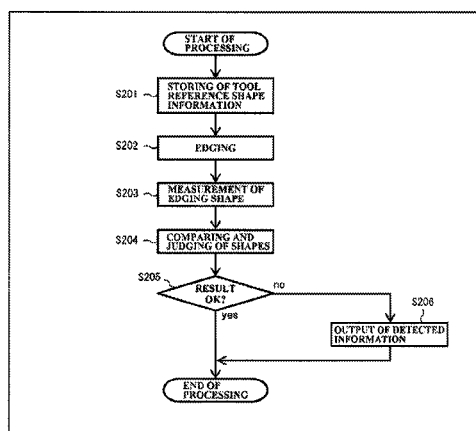 START OF
PROCESSING
S201
STORING OF TOOL
REFERENCE SHAPE
INFORMATION
S202
EDGING
S203
MEASUREMENT OF
EDGING SHAPE
S204
COMPARING AND
JUDGING OF SHAPES
S205
RESULT
OK?
no
yes
S206
OUTPUT OF DETECTED
INFORMATION
END OF
PROCESSING